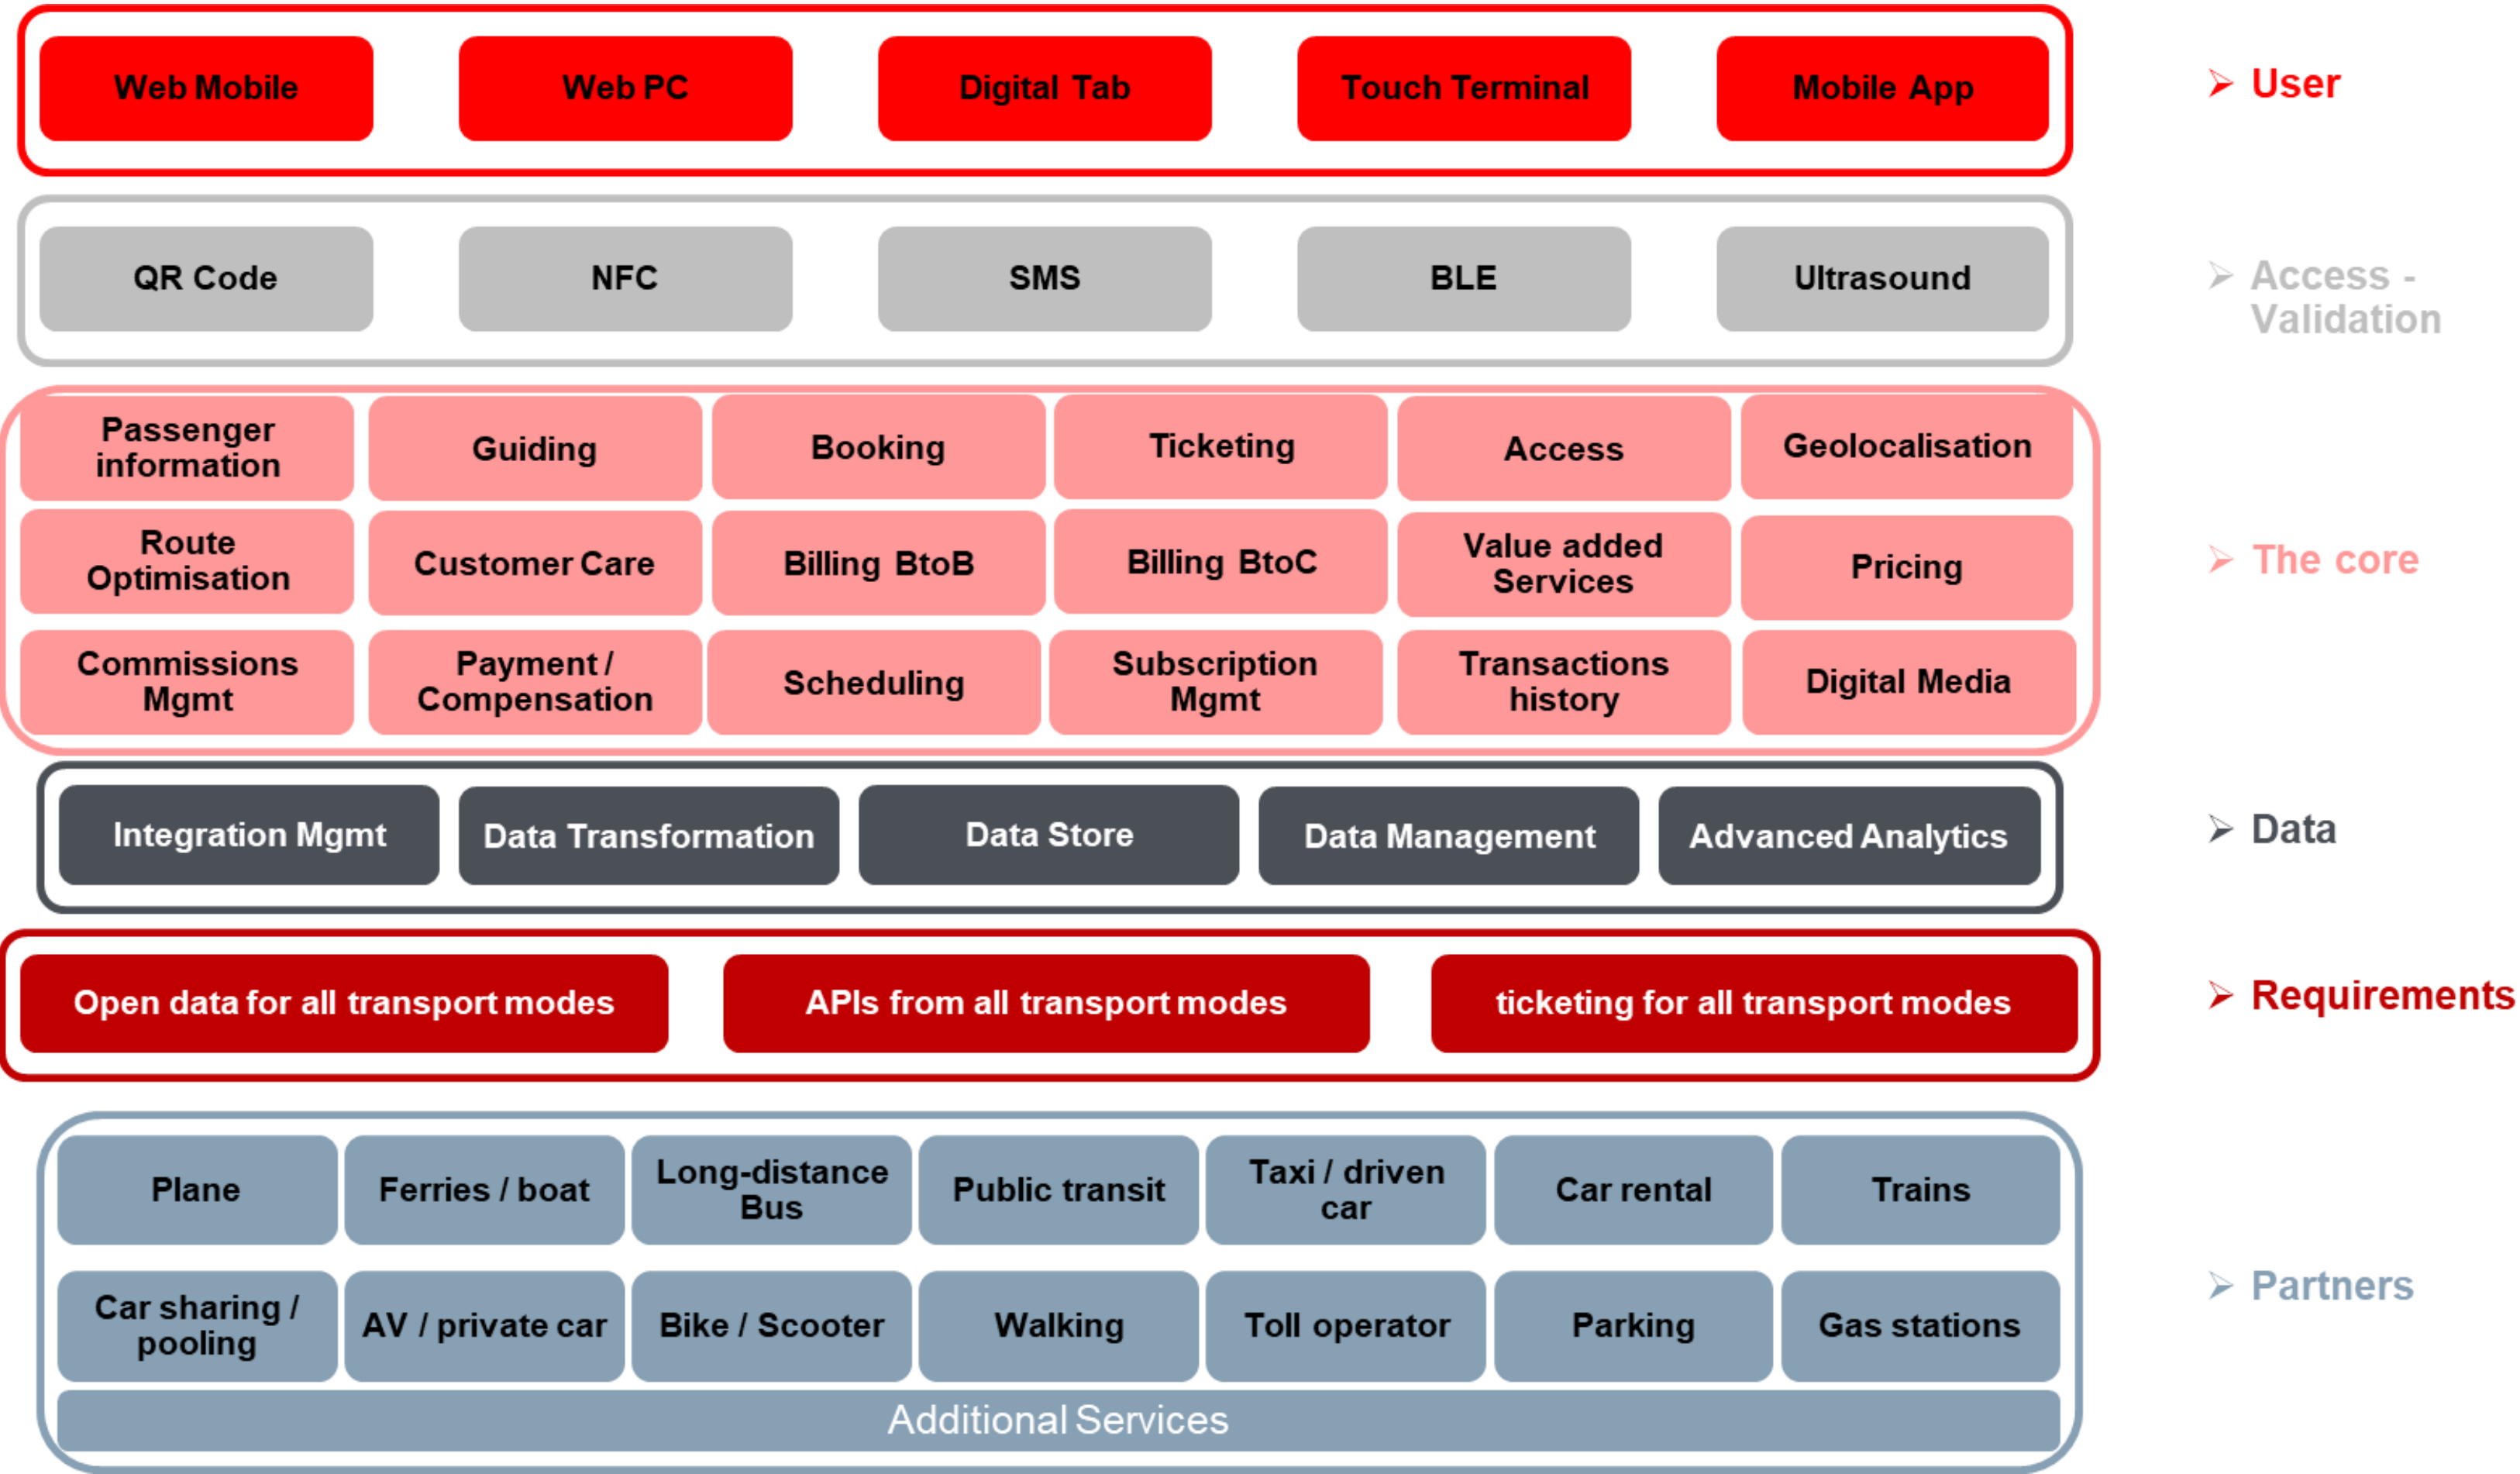 Web Mobile
Web PC
Digital Tab
Touch Terminal
Mobile App
➢ User
QR Code
NFC
SMS
BLE
Ultrasound
➢ Access -
Validation
Passenger
information
Guiding
Booking
Ticketing
Access
Geolocalisation
Route
Optimisation
Customer Care
Billing BtoB
Billing BtoC
Value added
Services
Pricing
➢ The core
Commissions
Mgmt
Payment /
Compensation
Scheduling
Subscription
Mgmt
Transactions
history
Digital Media
Integration Mgmt
Data Transformation
Data Store
Data Management
Advanced Analytics
➢ Data
Open data for all transport modes
APIs from all transport modes
ticketing for all transport modes
➢ Requirements
Plane
Ferries / boat
Long-distance
Bus
Public transit
Taxi / driven
car
Car rental
Trains
Car sharing /
pooling
AV / private car
Bike / Scooter
Walking
Toll operator
Parking
Gas stations
➢ Partners
Additional Services